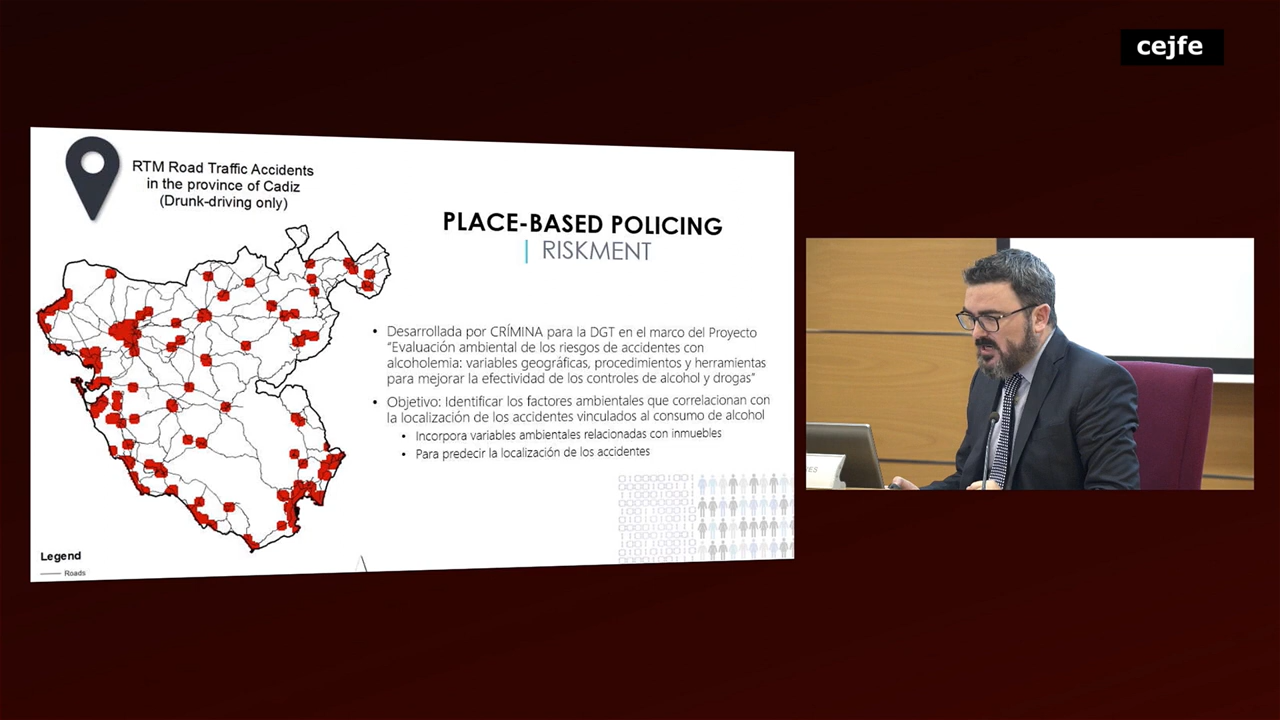 cejfe
RTM Road Traffic Accidents
in the province of Cadiz
(Drunk-driving only)
PLACE-BASED POLICING
| RISKMENT
• Desarrollada por CRÍMINA para la DGT en el marco del Proyecto
“Evaluación ambiental de los riesgos de accidentes con
alcoholemia: variables geográficas, procedimientos y herramientas
para mejorar la efectividad de los controles de alcohol y drogas”
• Objetivo: Identificar los factores ambientales que correlacionan con
la localización de los accidentes vinculados al consumo de alcohol
• Incorpora variables ambientales relacionadas con inmuebles
• Para predecir la localización de los accidentes
Legend
Roads